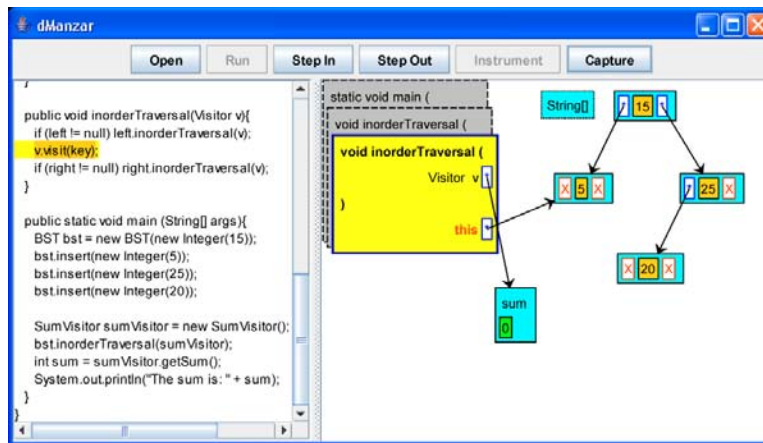 dManzar
Open Run Step In Step Out Instrument Capture
}
public void inorderTraversal(Visitor v){
if (left != null) left.inorderTraversal(v);
v.visit(key);
if (right != null) right.inorderTraversal(v);
}
public static void main (String[] args){
BST bst = new BST(new Integer(15));
bst.insert(new Integer(5));
bst.insert(new Integer(25));
bst.insert(new Integer(20));
SumVisitor sumVisitor = new SumVisitor();
bst.inorderTraversal(sumVisitor);
int sum = sumVisitor.getSum();
System.out.println("The sum is: " + sum);
}
}
static void main (
void inorderTraversal (
void inorderTraversal (
Visitor v
)
this
String[]
15
X 5 X
25 X
X 20 X
sum
0